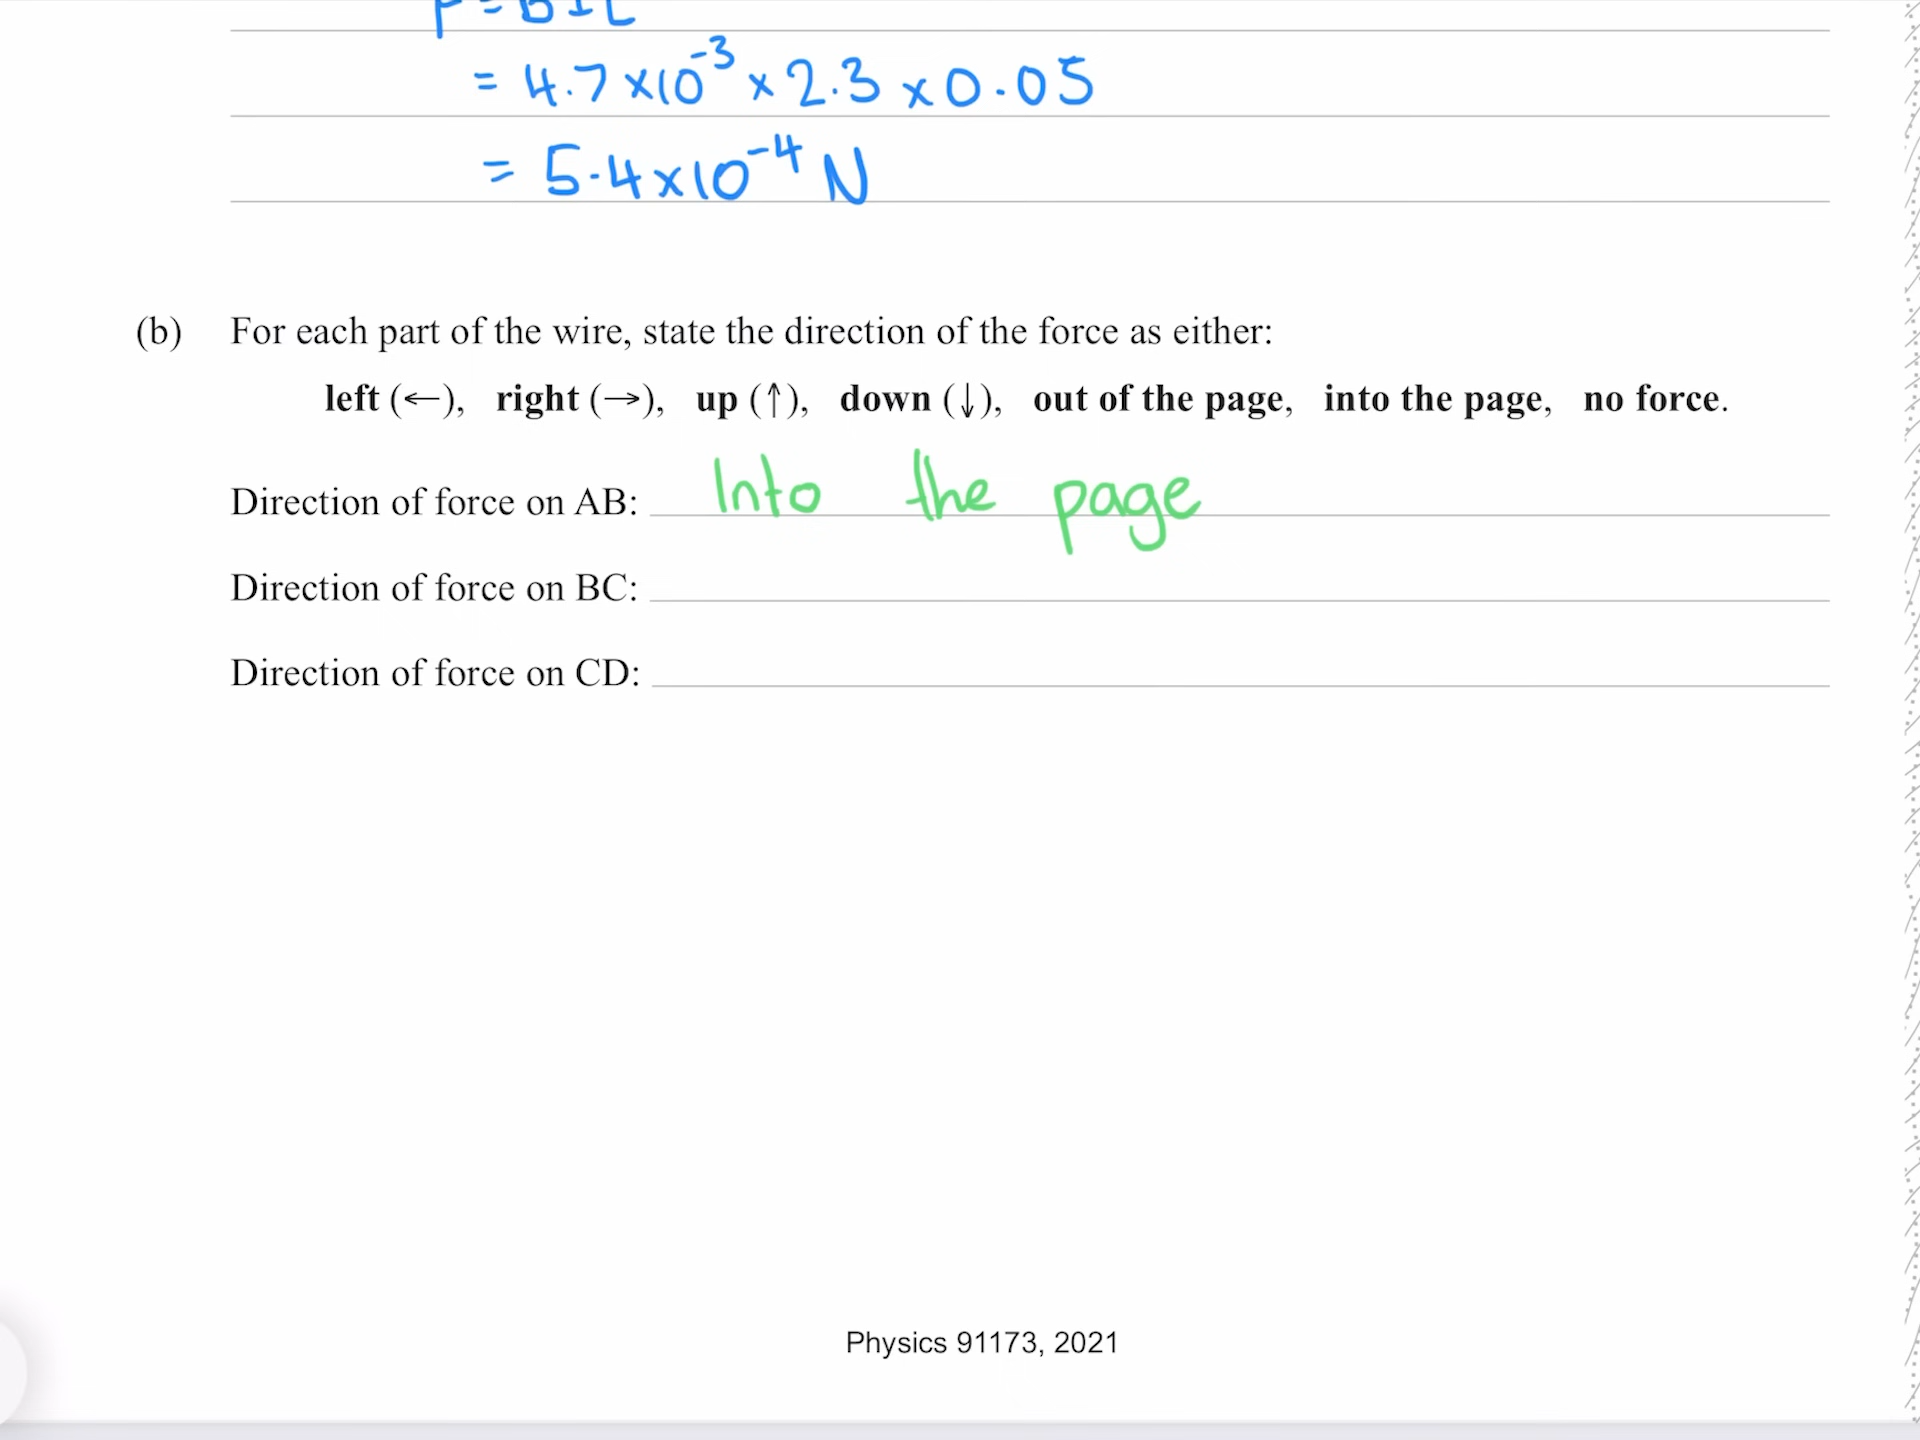 F = BIL
= 4.7 x10⁻³ x 2.3 x 0.05
= 5.4 x10⁻⁴ N
(b) For each part of the wire, state the direction of the force as either:
left (←), right (→), up (↑), down (↓), out of the page, into the page, no force.
Direction of force on AB: Into the page
Direction of force on BC:
Direction of force on CD:
Physics 91173, 2021